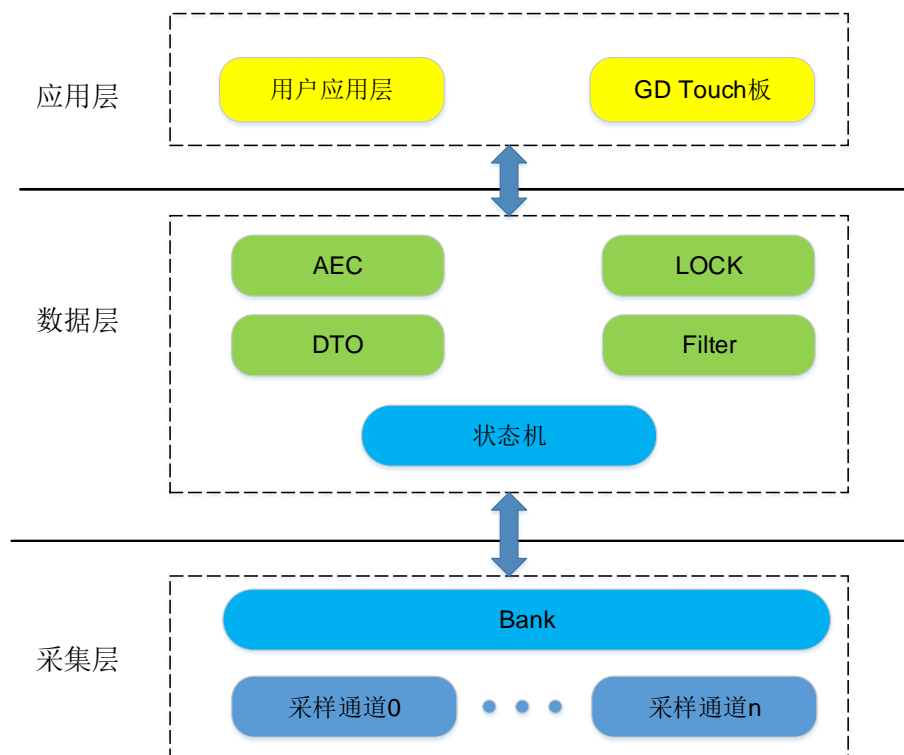 应用层
用户应用层
GD Touch板
数据层
AEC
LOCK
DTO
Filter
状态机
采集层
Bank
采样通道0
采样通道n